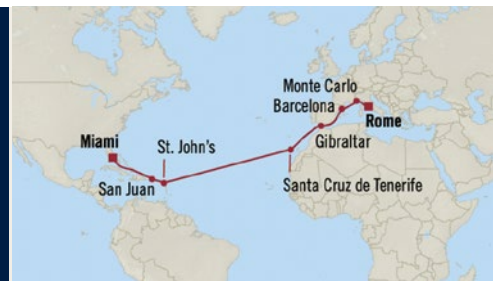 Monte Carlo
Barcelona
Rome
Miami
St. John's
Gibraltar
San Juan
Santa Cruz de Tenerife